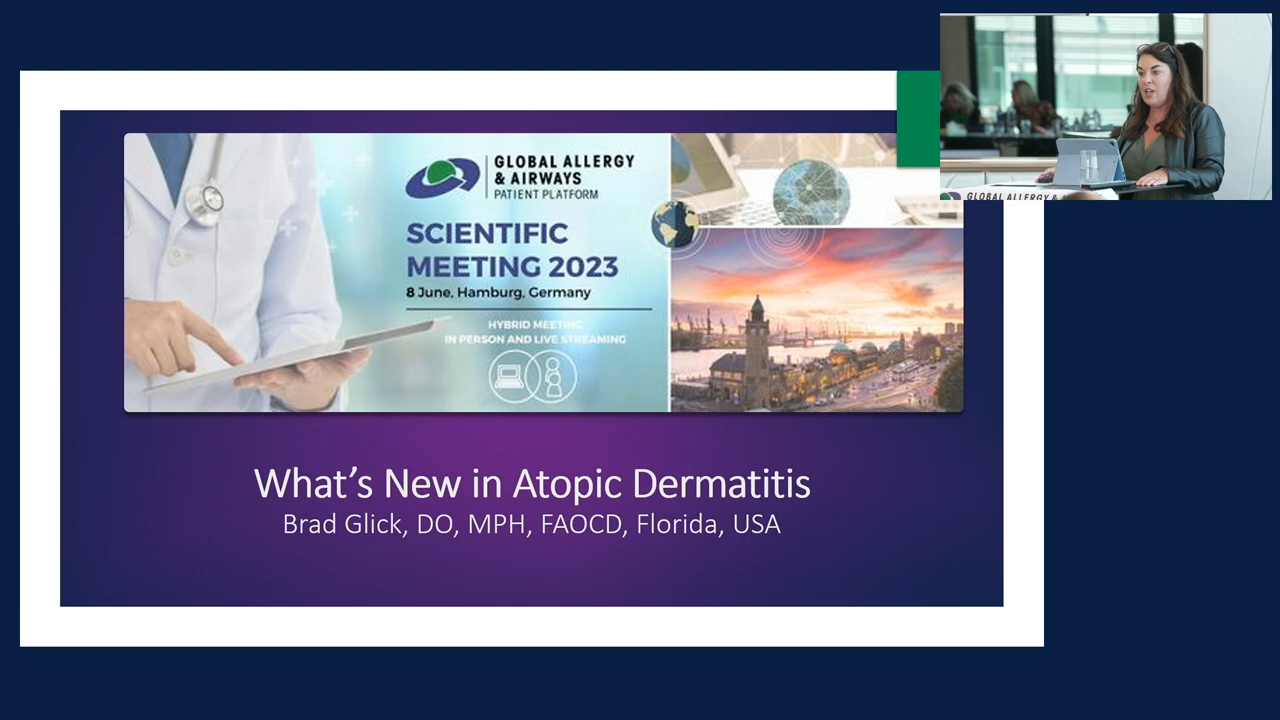 GLOBAL ALLERGY
& AIRWAYS
PATIENT PLATFORM
SCIENTIFIC
MEETING 2023
8 June, Hamburg, Germany
HYBRID MEETING
IN PERSON AND LIVE STREAMING
What's New in Atopic Dermatitis
Brad Glick, DO, MPH, FAOCD, Florida, USA
GLOBAL ALLERGY &